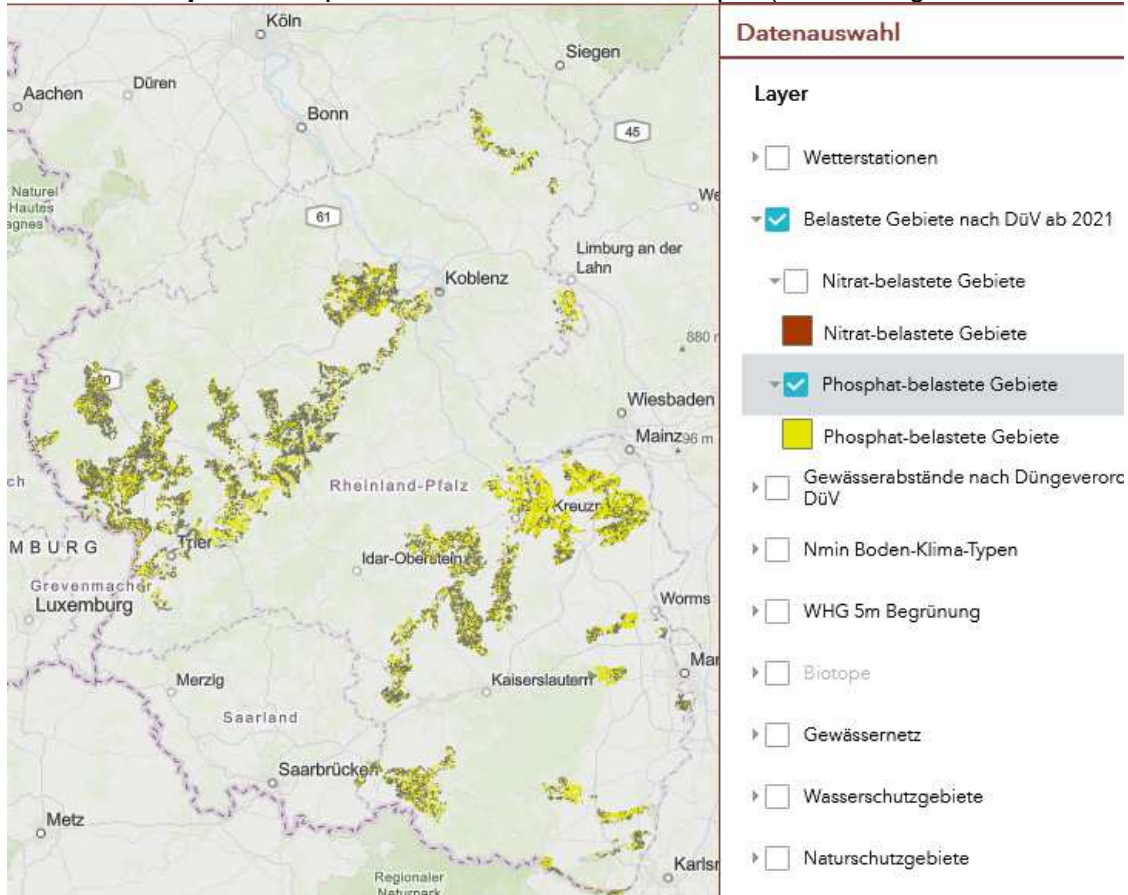 Köln
Siegen
Aachen
Düren
Bonn
45
Naturel
Hautes
agnes
61
Limburg an der
Lahn
Koblenz
880
Wiesbaden
Mainz
96 m
Rheinland-Pfalz
Kreuzn
Trier
Idar-Oberstein
MBURG
Grevenmacher
Luxemburg
Worms
Mar
Merzig
Kaiserslautern
Saarland
Saarbrücken
Metz
Karlsr
Regionaler
Naturpark
Datenauswahl
Layer
Wetterstationen
Belastete Gebiete nach DüV ab 2021
Nitrat-belastete Gebiete
Nitrat-belastete Gebiete
Phosphat-belastete Gebiete
Phosphat-belastete Gebiete
Gewässerabstände nach Düngeverord
DüV
Nmin Boden-Klima-Typen
WHG 5m Begrünung
Biotope
Gewässernetz
Wasserschutzgebiete
Naturschutzgebiete